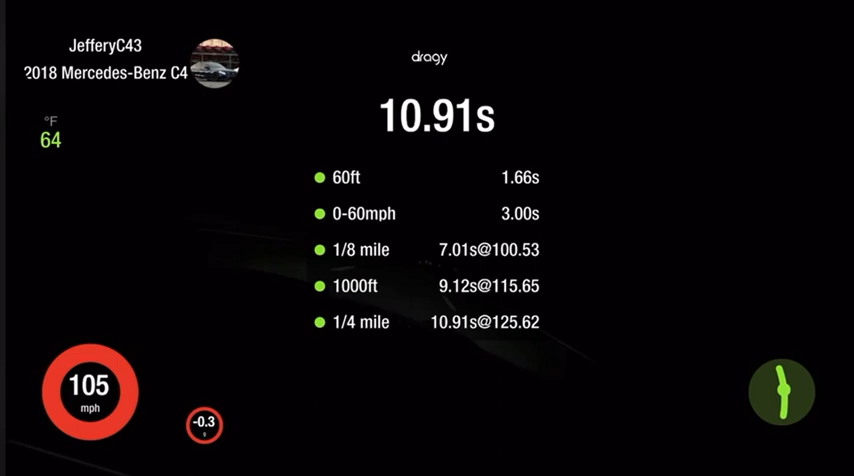 JefferyC43
2018 Mercedes-Benz C4
dragy
°F
64
10.91s
60ft 1.66s
0-60mph 3.00s
1/8 mile 7.01s@100.53
1000ft 9.12s@115.65
1/4 mile 10.91s@125.62
105
mph
-0.3
g